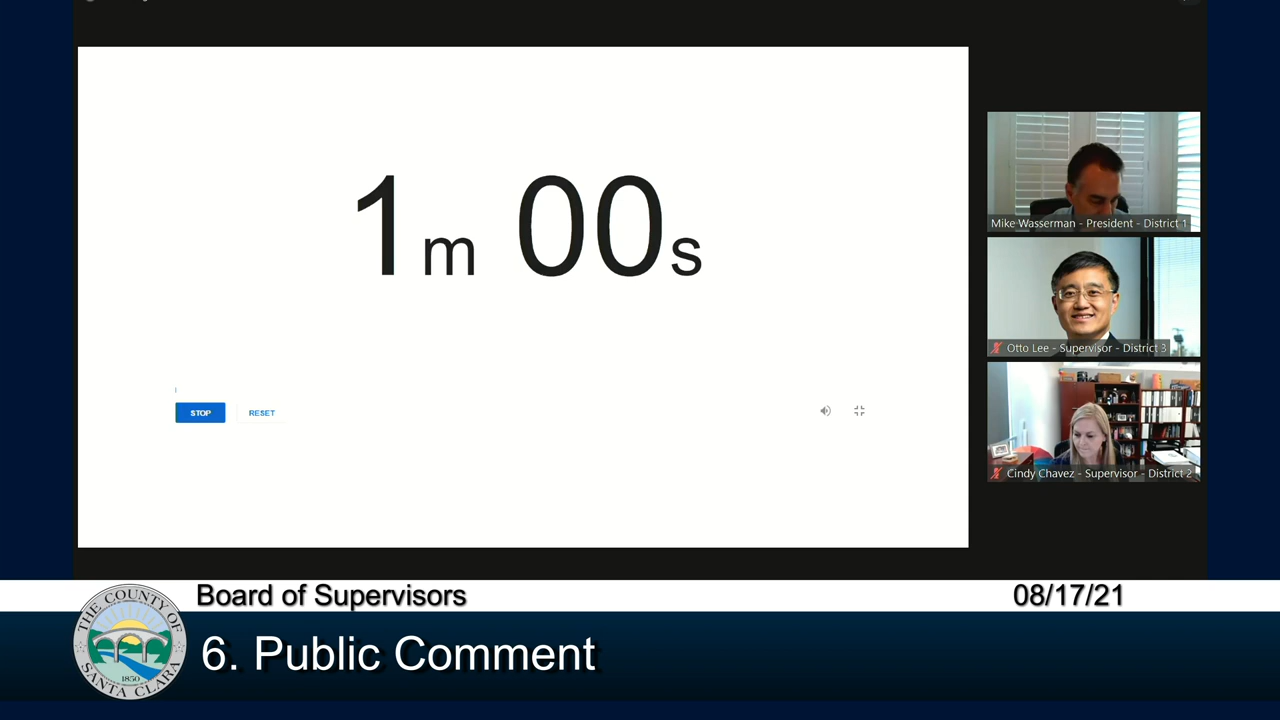 1m 00s
STOP
RESET
Mike Wasserman - President - District 1
Otto Lee - Supervisor - District 3
Cindy Chavez - Supervisor - District 2
Board of Supervisors
08/17/21
6. Public Comment
THE COUNTY OF
SANTA CLARA
1850